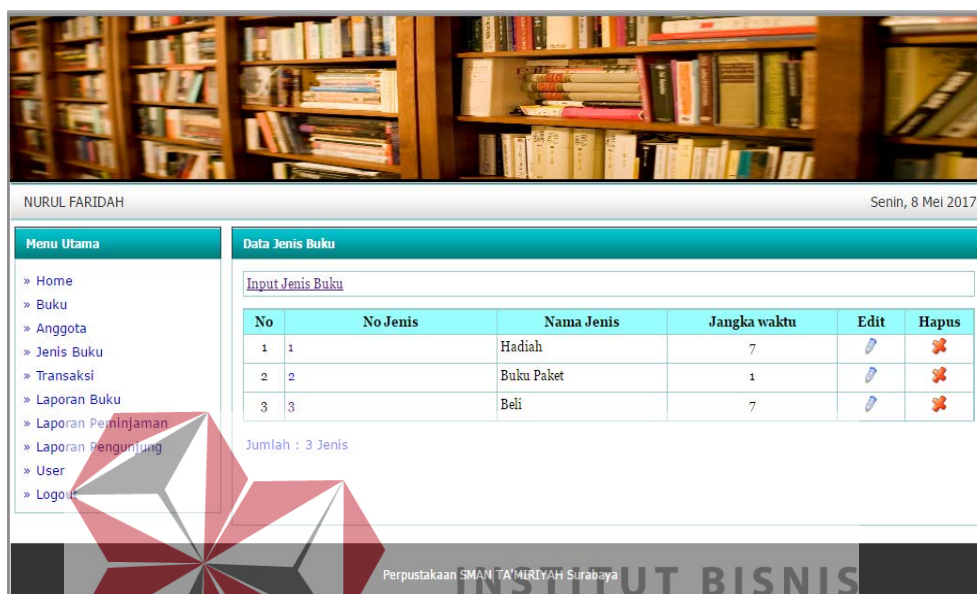 NURUL FARIDAH Senin, 8 Mei 2017
Menu Utama
» Home
» Buku
» Anggota
» Jenis Buku
» Transaksi
» Laporan Buku
» Laporan Peminjaman
» Laporan Pengunjung
» User
» Logout
Data Jenis Buku
Input Jenis Buku
No No Jenis Nama Jenis Jangka waktu Edit Hapus
1 1 Hadiah 7
2 2 Buku Paket 1
3 3 Beli 7
Jumlah : 3 Jenis
Perpustakaan SMAN TA'MIRIYAH Surabaya
INSTITUT BISNIS